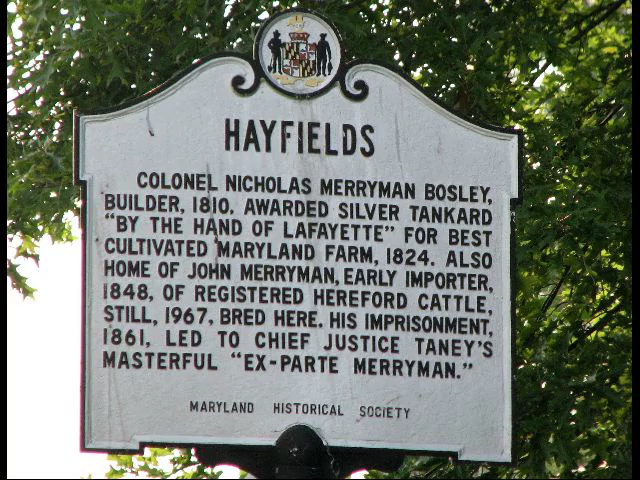 HAYFIELDS
COLONEL NICHOLAS MERRYMAN BOSLEY,
BUILDER, 1810. AWARDED SILVER TANKARD
"BY THE HAND OF LAFAYETTE" FOR BEST
CULTIVATED MARYLAND FARM, 1824. ALSO
HOME OF JOHN MERRYMAN, EARLY IMPORTER,
1848, OF REGISTERED HEREFORD CATTLE,
STILL, 1967, BRED HERE. HIS IMPRISONMENT,
1861, LED TO CHIEF JUSTICE TANEY'S
MASTERFUL "EX-PARTE MERRYMAN."
MARYLAND HISTORICAL SOCIETY